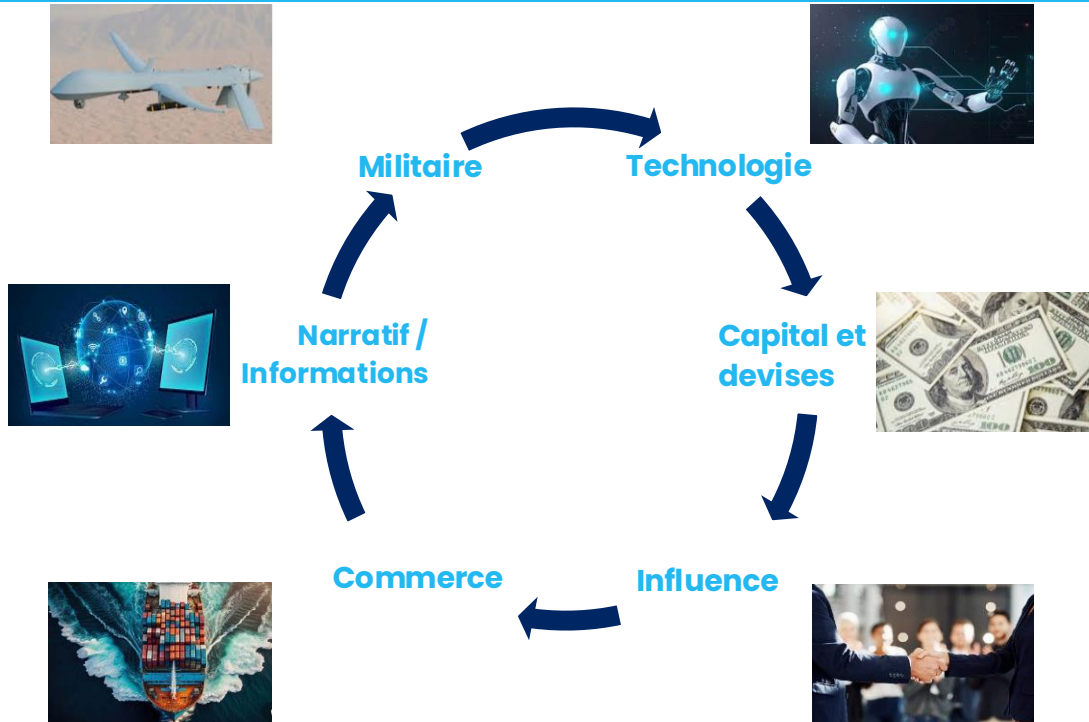 Militaire
Technologie
Narratif /
Informations
Capital et
devises
Commerce
Influence